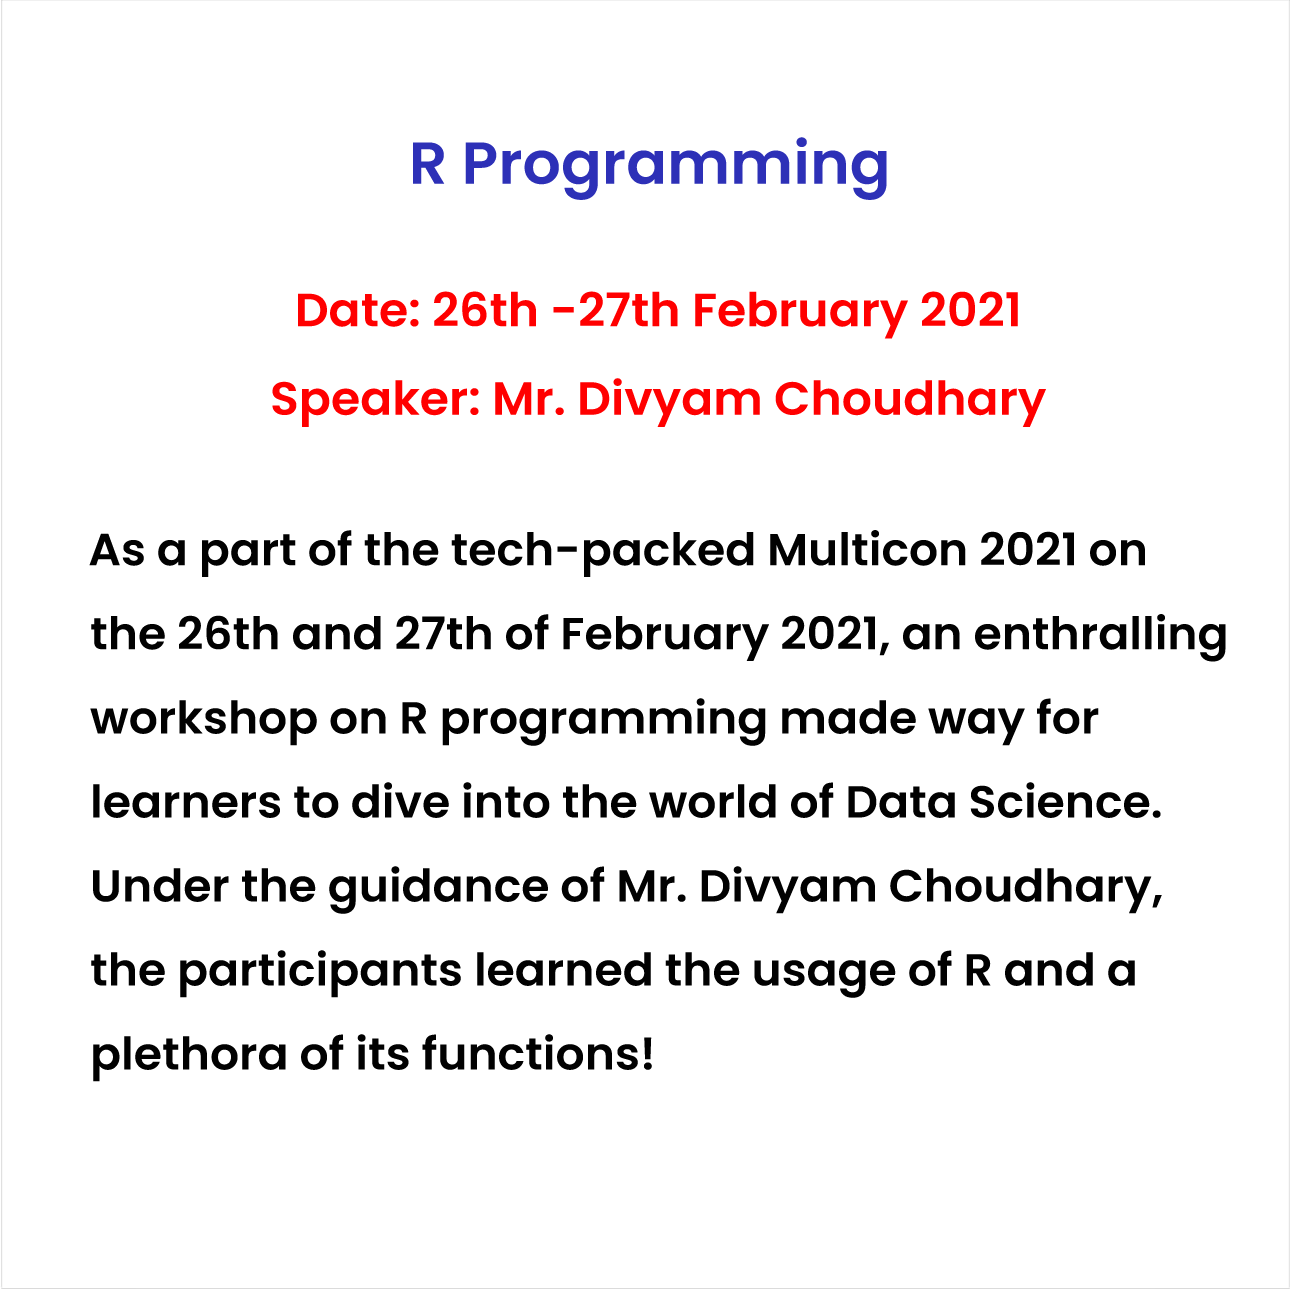 R Programming
Date: 26th -27th February 2021
Speaker: Mr. Divyam Choudhary
As a part of the tech-packed Multicon 2021 on
the 26th and 27th of February 2021, an enthralling
workshop on R programming made way for
learners to dive into the world of Data Science.
Under the guidance of Mr. Divyam Choudhary,
the participants learned the usage of R and a
plethora of its functions!